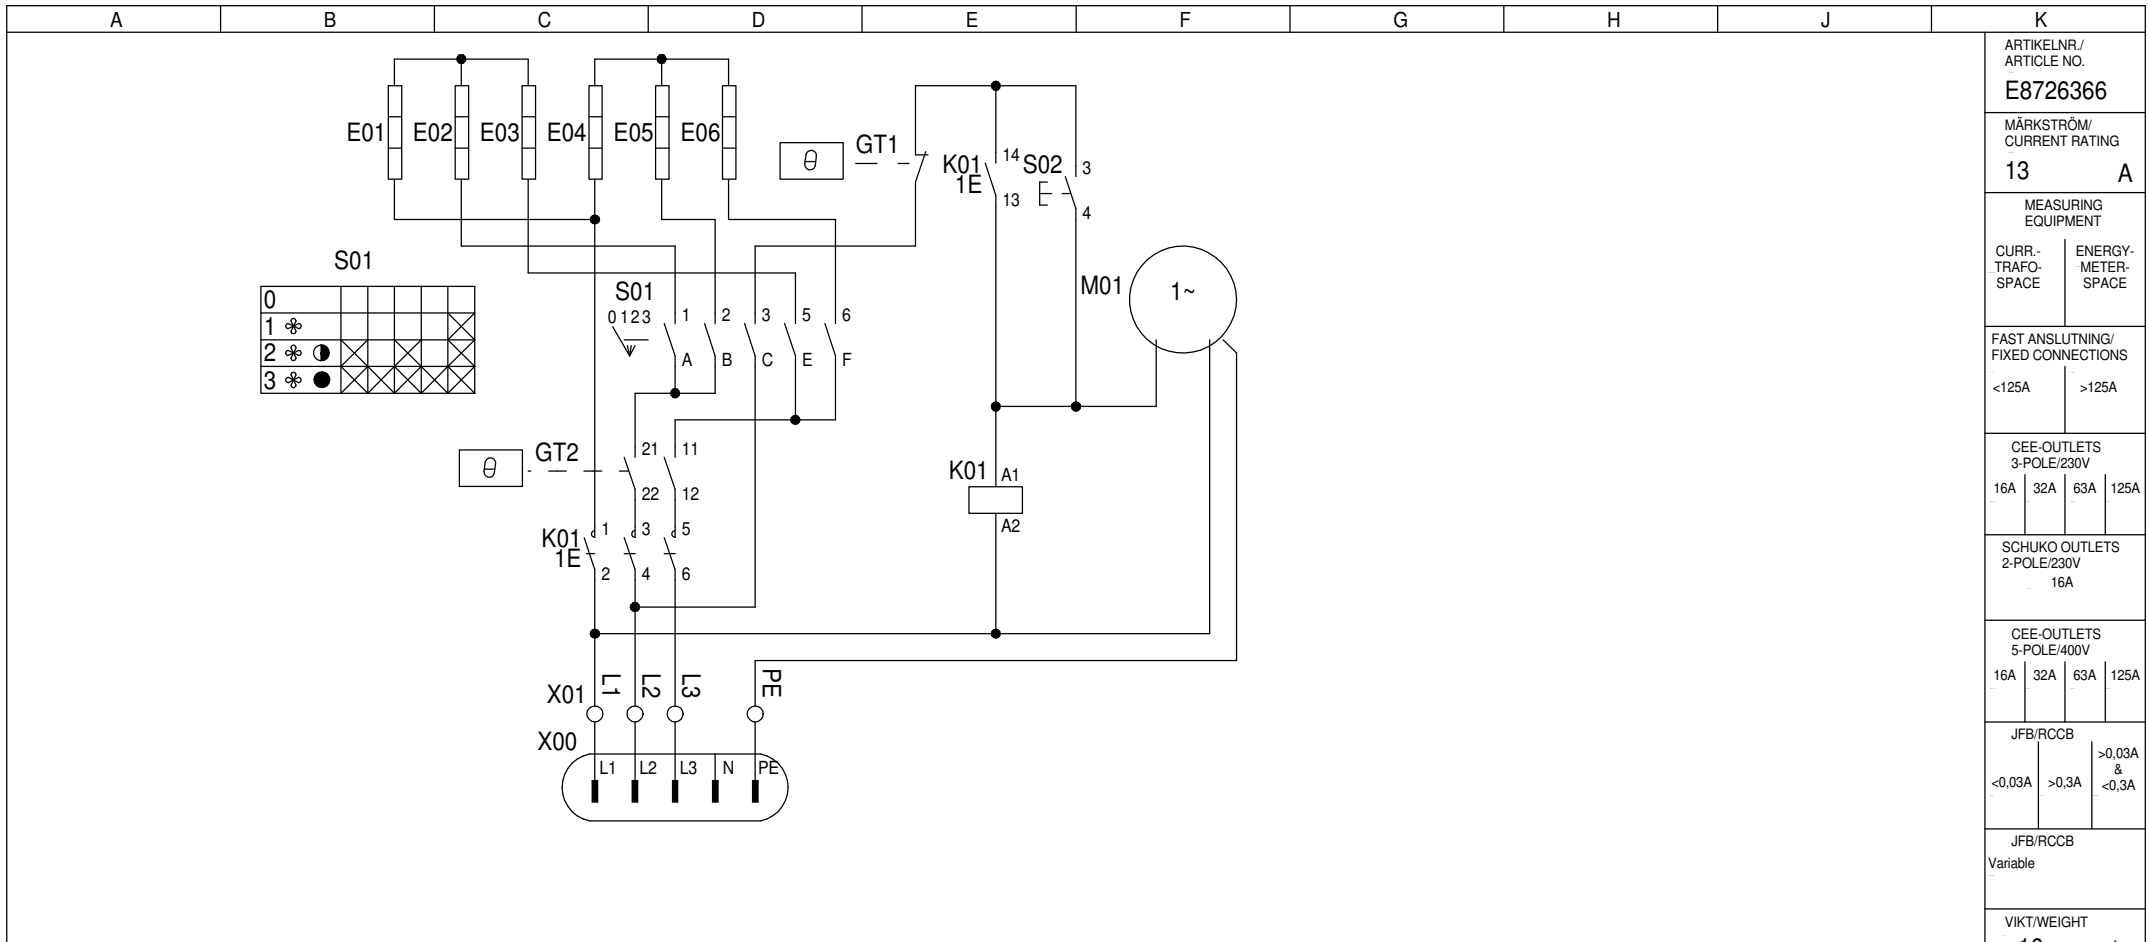 A B C D E F G H J K
ARTIKELNR./
ARTICLE NO.
E8726366
MÄRKSTRÖM/
CURRENT RATING
13 A
MEASURING
EQUIPMENT
CURR.-
TRAFO-
SPACE
ENERGY-
METER-
SPACE
FAST ANSLUTNING/
FIXED CONNECTIONS
<125A >125A
CEE-OUTLETS
3-POLE/230V
16A 32A 63A 125A
SCHUKO OUTLETS
2-POLE/230V
16A
CEE-OUTLETS
5-POLE/400V
16A 32A 63A 125A
JFB/RCCB
<0,03A >0,3A
>0,03A
&
<0,3A
JFB/RCCB
Variable
VIKT/WEIGHT
E01 E02 E03 E04 E05 E06
θ GT1
K01
1E
14
13
S02
3
4
S01
0
1
2
3
S01
0 1 2 3
1 2 3 5 6
A B C E F
M01
1~
θ GT2
21 11
22 12
K01
A1
A2
K01
1E
1 3 5
2 4 6
X01
L1 L2 L3 PE
X00
L1 L2 L3 N PE